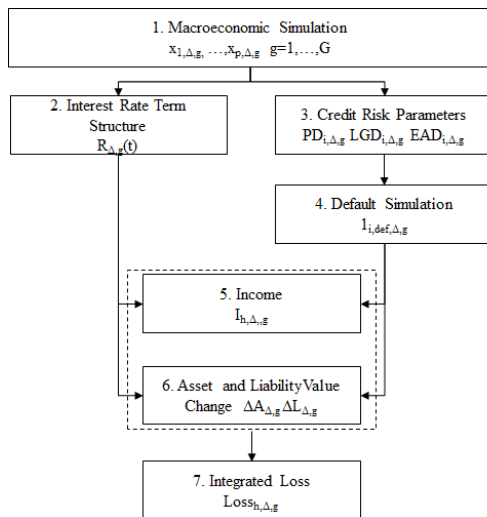 1. Macroeconomic Simulation
x1,Δ,g, …,xp,Δ,g g=1,…,G
2. Interest Rate Term
Structure
RΔ,g(t)
3. Credit Risk Parameters
PDi,Δ,g LGDi,Δ,g EADi,Δ,g
4. Default Simulation
1i,def,Δ,g
5. Income
Ih,Δ,,g
6. Asset and Liability Value
Change ΔAΔ,g ΔLΔ,g
7. Integrated Loss
Lossh,Δ,g